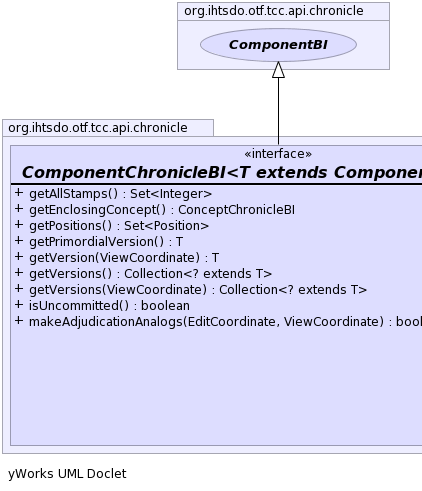 org.ihtsdo.otf.tcc.api.chronicle
ComponentBI
org.ihtsdo.otf.tcc.api.chronicle
«interface»
ComponentChronicleBI<T extends Componen
+ getAllStamps() : Set<Integer>
+ getEnclosingConcept() : ConceptChronicleBI
+ getPositions() : Set<Position>
+ getPrimordialVersion() : T
+ getVersion(ViewCoordinate) : T
+ getVersions() : Collection<? extends T>
+ getVersions(ViewCoordinate) : Collection<? extends T>
+ isUncommitted() : boolean
+ makeAdjudicationAnalogs(EditCoordinate, ViewCoordinate) : bool
yWorks UML Doclet